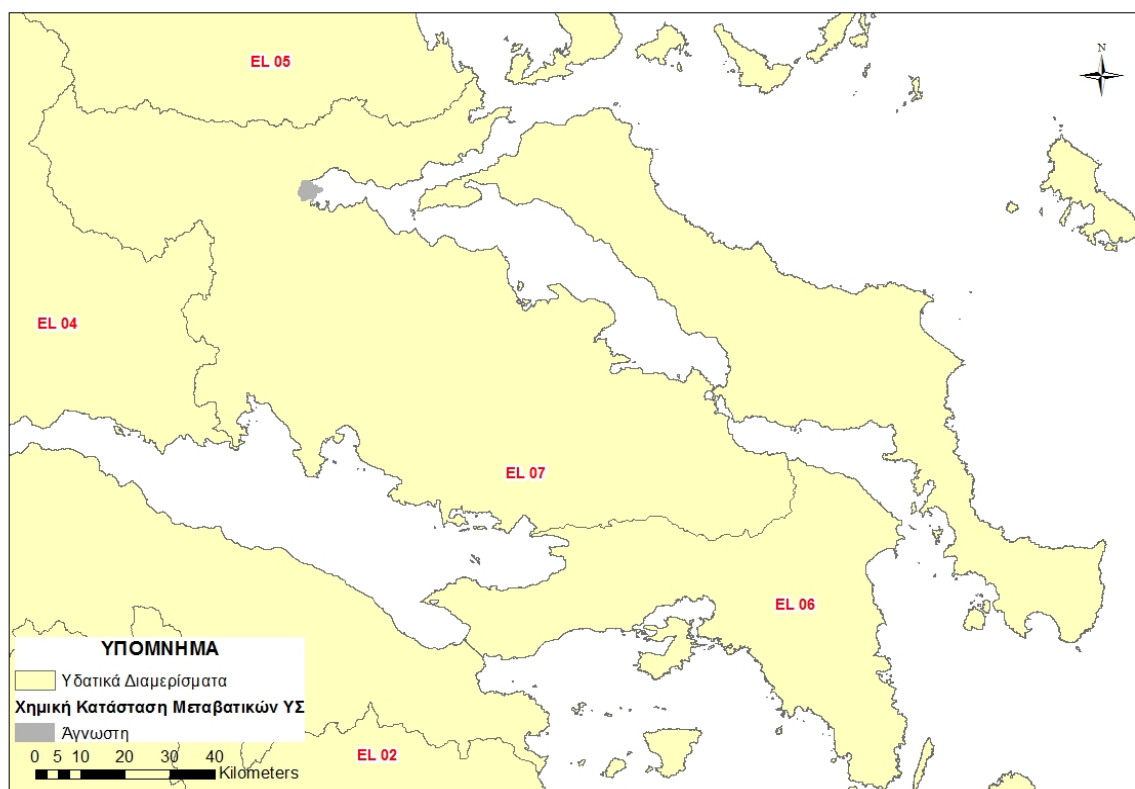 EL 05
N
EL 04
EL 07
EL 06
ΥΠΟΜΝΗΜΑ
Υδατικά Διαμερίσματα
Χημική Κατάσταση Μεταβατικών ΥΣ
Άγνωστη
0 5 10 20 30 40
Kilometers
EL 02